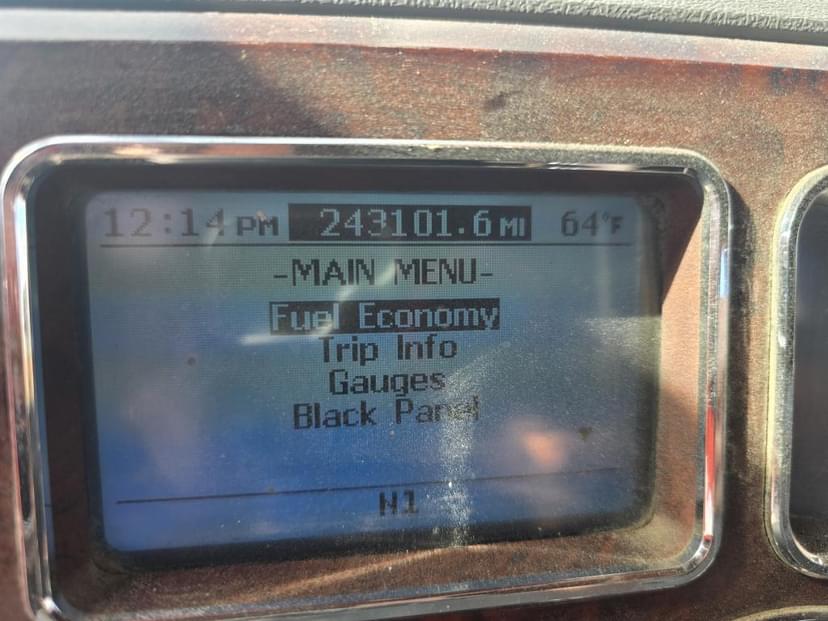 12:14 PM 243101.6 MI 64°F
-MAIN MENU-
Fuel Economy
Trip Info
Gauges
Black Panel
N1